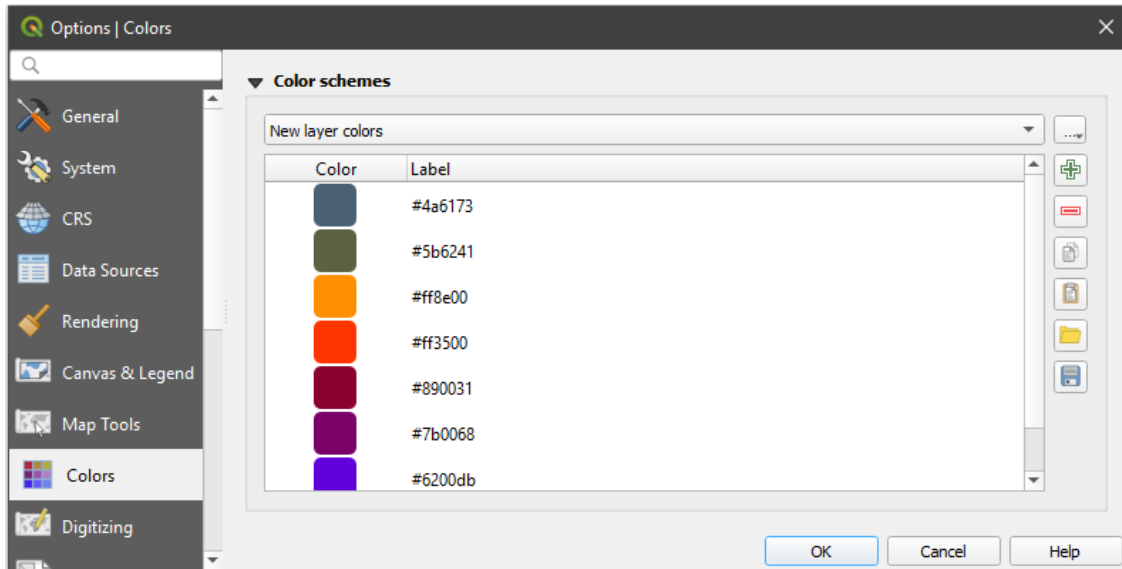 Options | Colors
General
System
CRS
Data Sources
Rendering
Canvas & Legend
Map Tools
Colors
Digitizing
Color schemes
New layer colors
...
Color Label
#4a6173
#5b6241
#ff8e00
#ff3500
#890031
#7b0068
#6200db
OK Cancel Help